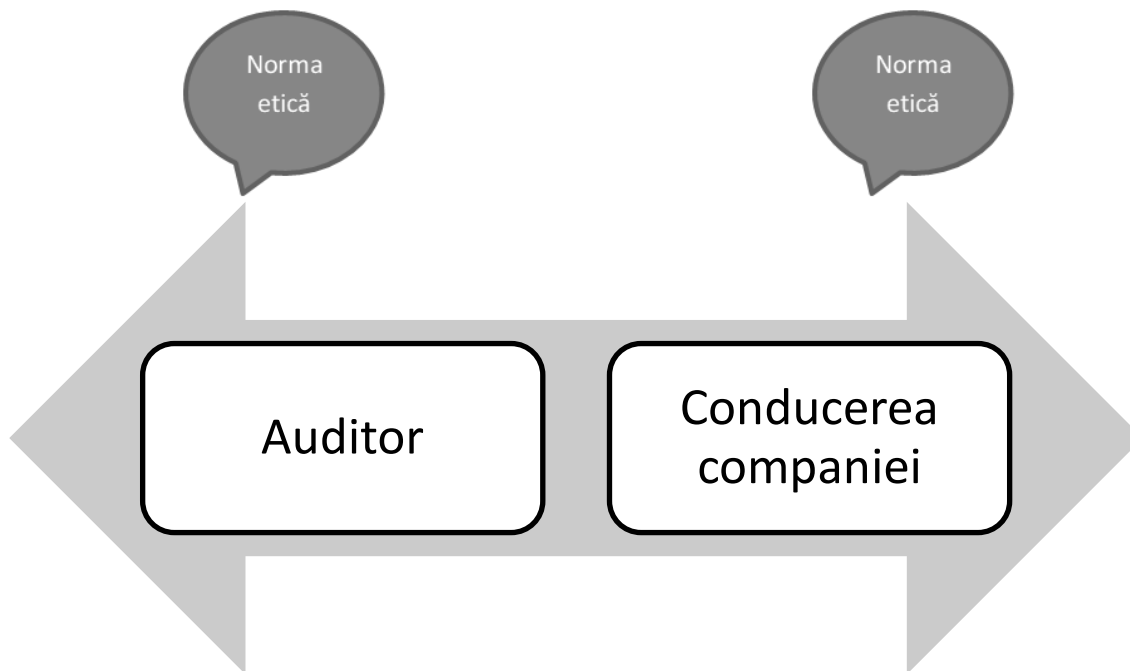 Norma
etică
Norma
etică
Auditor
Conducerea
companiei